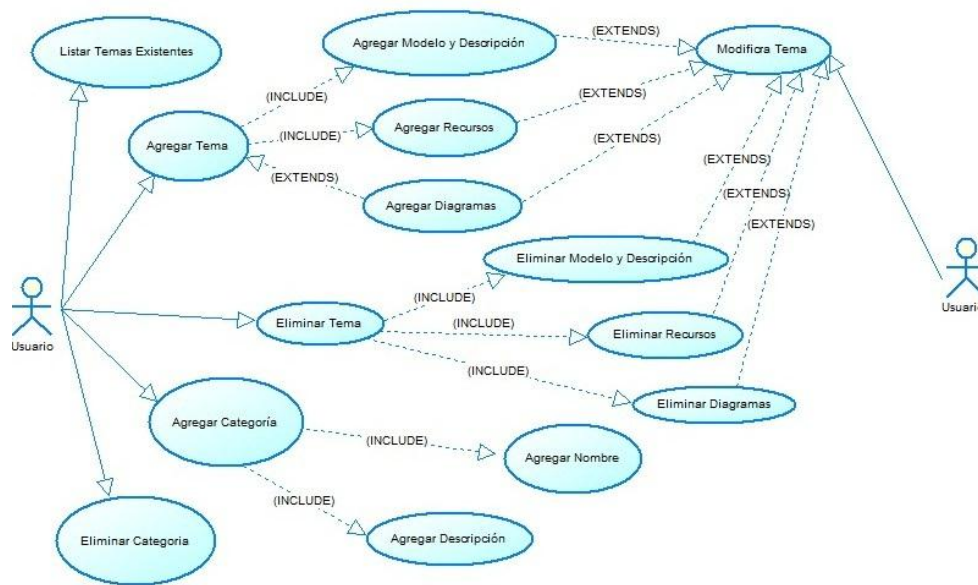 Listar Temas Existentes
Agregar Modelo y Descripción
(EXTENDS)
Modificra Tema
(INCLUDE)
(EXTENDS)
Agregar Tema
(INCLUDE)
Agregar Recursos
(EXTENDS)
(EXTENDS)
Agregar Diagramas
(EXTENDS)
(EXTENDS)
(EXTENDS)
Eliminar Modelo y Descripción
Usuario
Eliminar Tema
(INCLUDE)
(INCLUDE)
Eliminar Recursos
Usuario
(INCLUDE)
Eliminar Diagramas
Agregar Categoría
(INCLUDE)
Agregar Nombre
(INCLUDE)
Eliminar Categoria
Agregar Descripción